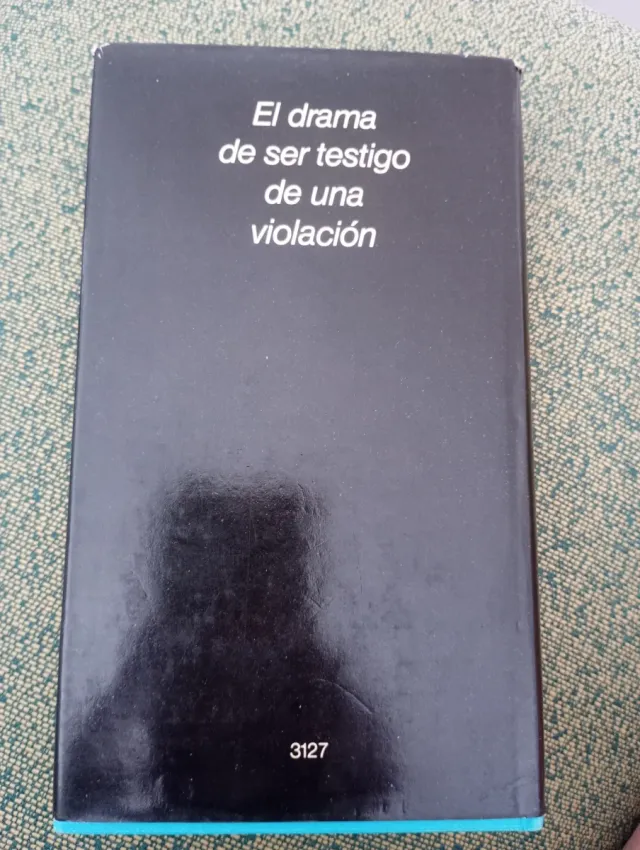 El drama
de ser testigo
de una
violación
3127